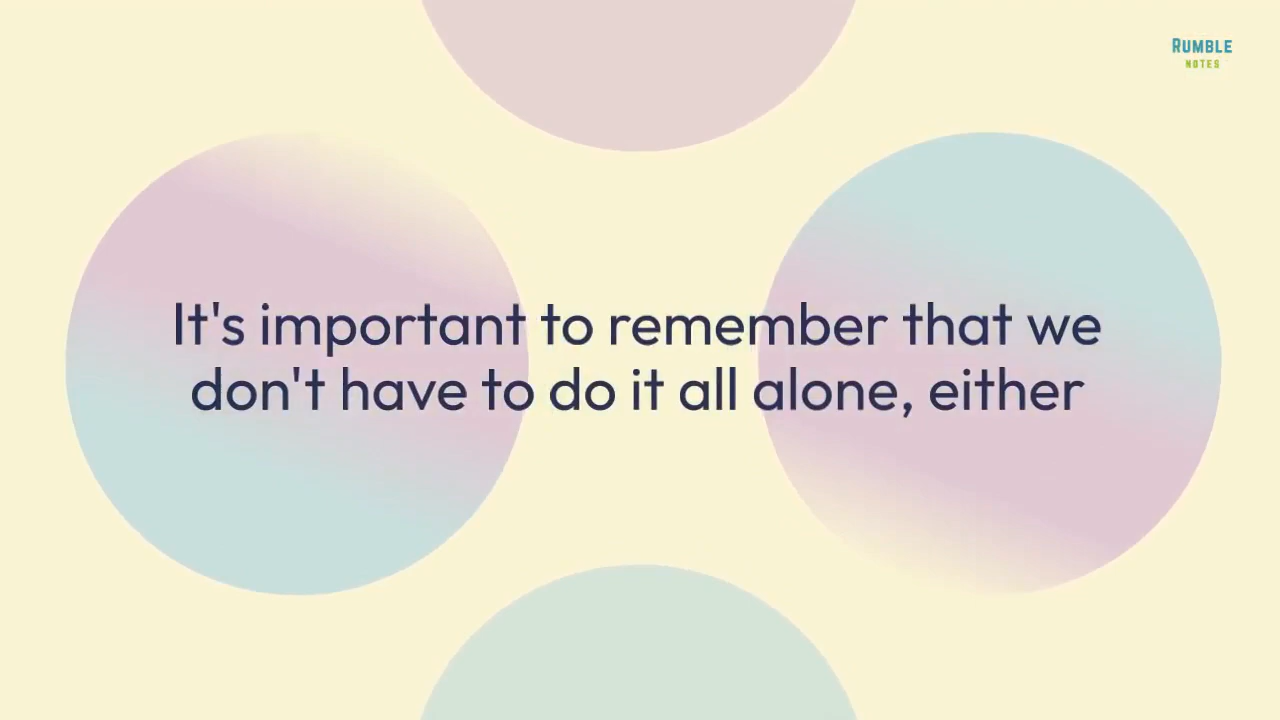 RUMBLE
NOTES
It's important to remember that we
don't have to do it all alone, either